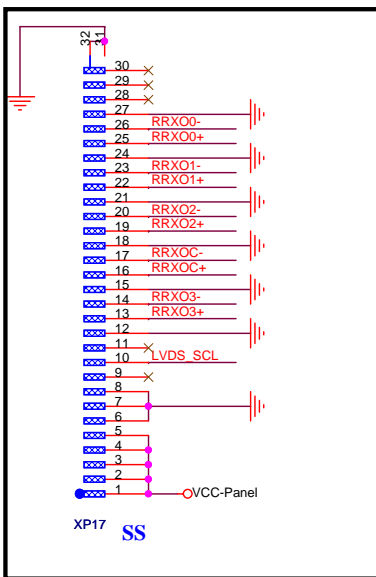 32
31
30
29
28
27
RRXO0-
26
RRXO0+
25
24
RRXO1-
23
RRXO1+
22
21
RRXO2-
20
RRXO2+
19
18
RRXOC-
17
RRXOC+
16
15
RRXO3-
14
RRXO3+
13
12
11
LVDS_SCL
10
9
8
7
6
5
4
3
2
1
VCC-Panel
XP17
SS